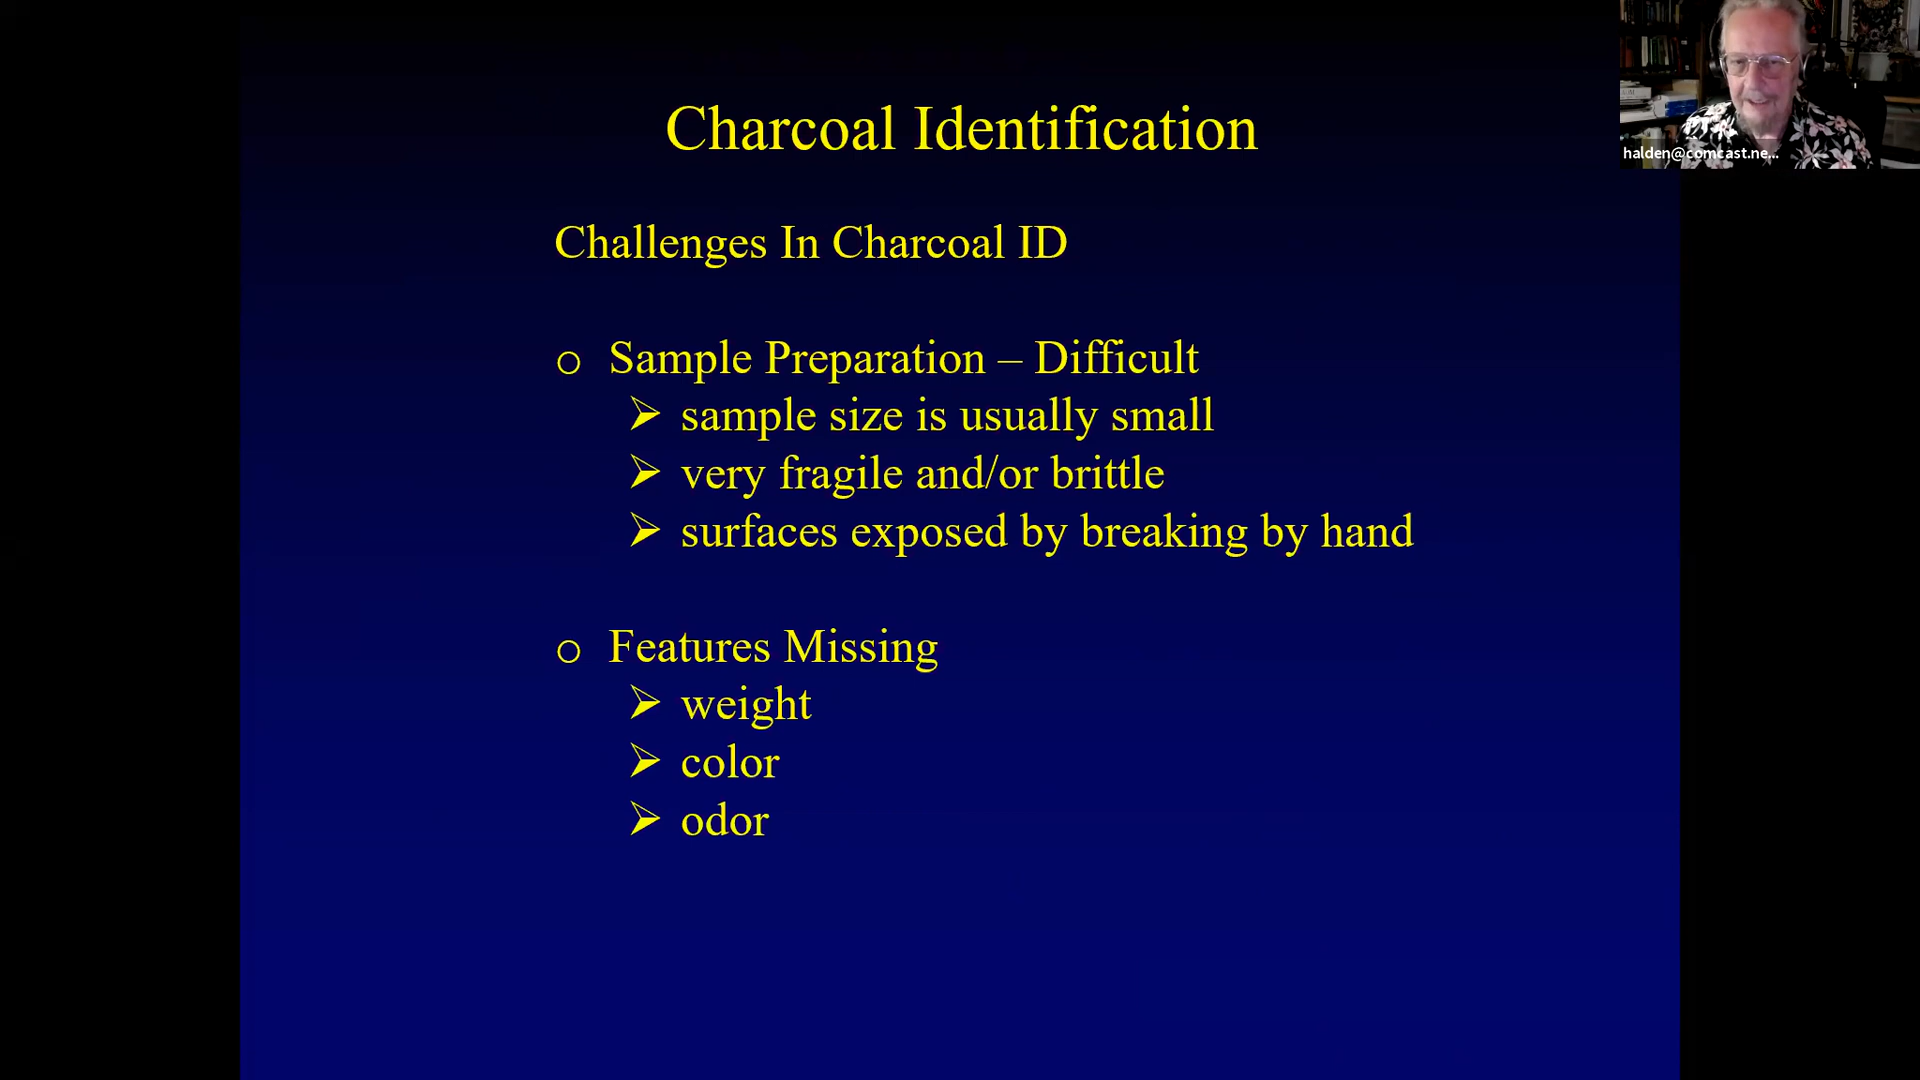 Charcoal Identification
halden@comcast.ne...
Challenges In Charcoal ID
o Sample Preparation – Difficult
➢ sample size is usually small
➢ very fragile and/or brittle
➢ surfaces exposed by breaking by hand
o Features Missing
➢ weight
➢ color
➢ odor